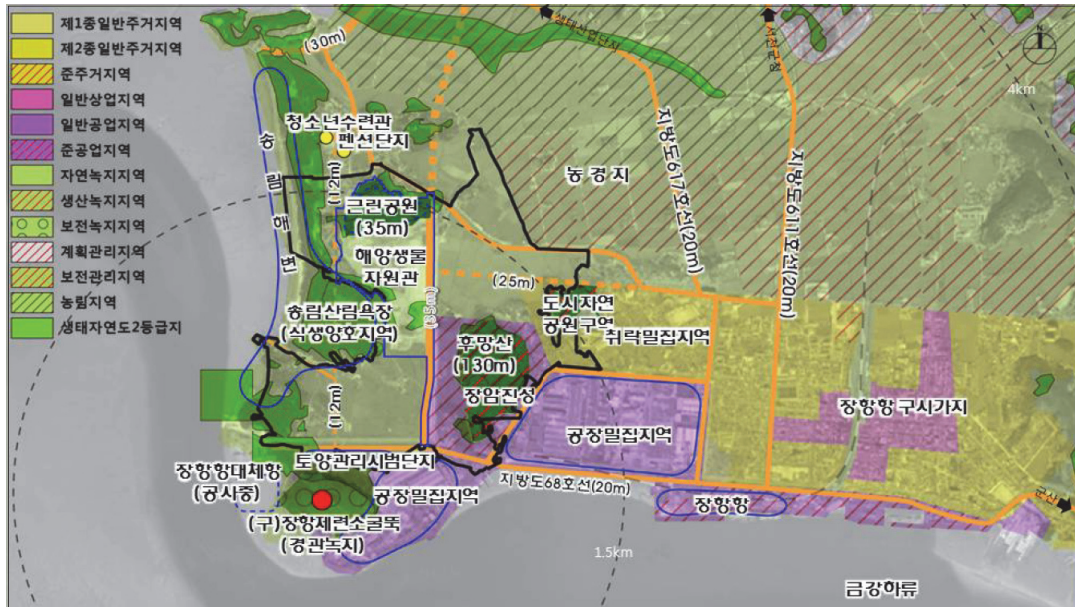 제1종일반주거지역
제2종일반주거지역
준주거지역
일반상업지역
일반공업지역
준공업지역
자연녹지지역
생산녹지지역
보전녹지지역
계획관리지역
보전관리지역
농림지역
생태자연도2등급지
(30m)
생태산업단지
서천군청
N
4km
청소년수련관
펜션단지
송림해변
(12m)
근린공원
(35m)
농경지
지방도617호선(20m)
지방도611호선(20m)
해양생물
자원관
(25m)
(35m)
송림산림욕장
(식생양호지역)
도시자연
공원구역
취락밀집지역
후망산
(130m)
장암진성
(12m)
장항항 구시가지
공장밀집지역
토양관리시범단지
장항항대체항
(공사중)
공장밀집지역
지방도68호선(20m)
장항항
군산
(구)장항제련소굴뚝
(경관녹지)
1.5km
금강하류